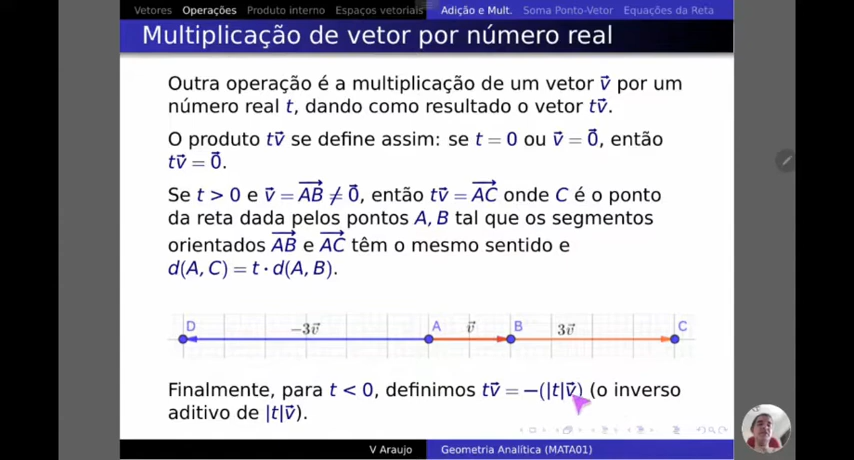 Vetores Operações Produto interno Espaços vetoriais Adição e Mult. Soma Ponto-Vetor Equações da Reta
Multiplicação de vetor por número real
Outra operação é a multiplicação de um vetor v⃗ por um
número real t, dando como resultado o vetor tv⃗.
O produto tv⃗ se define assim: se t = 0 ou v⃗ = 0⃗, então
tv⃗ = 0⃗.
Se t > 0 e v⃗ = AB⃗ ≠ 0⃗, então tv⃗ = AC⃗ onde C é o ponto
da reta dada pelos pontos A, B tal que os segmentos
orientados AB⃗ e AC⃗ têm o mesmo sentido e
d(A, C) = t · d(A, B).
D −3v⃗ A v⃗ B 3v⃗ C
Finalmente, para t < 0, definimos tv⃗ = −(|t|v⃗) (o inverso
aditivo de |t|v⃗).
V Araujo Geometria Analítica (MATA01)